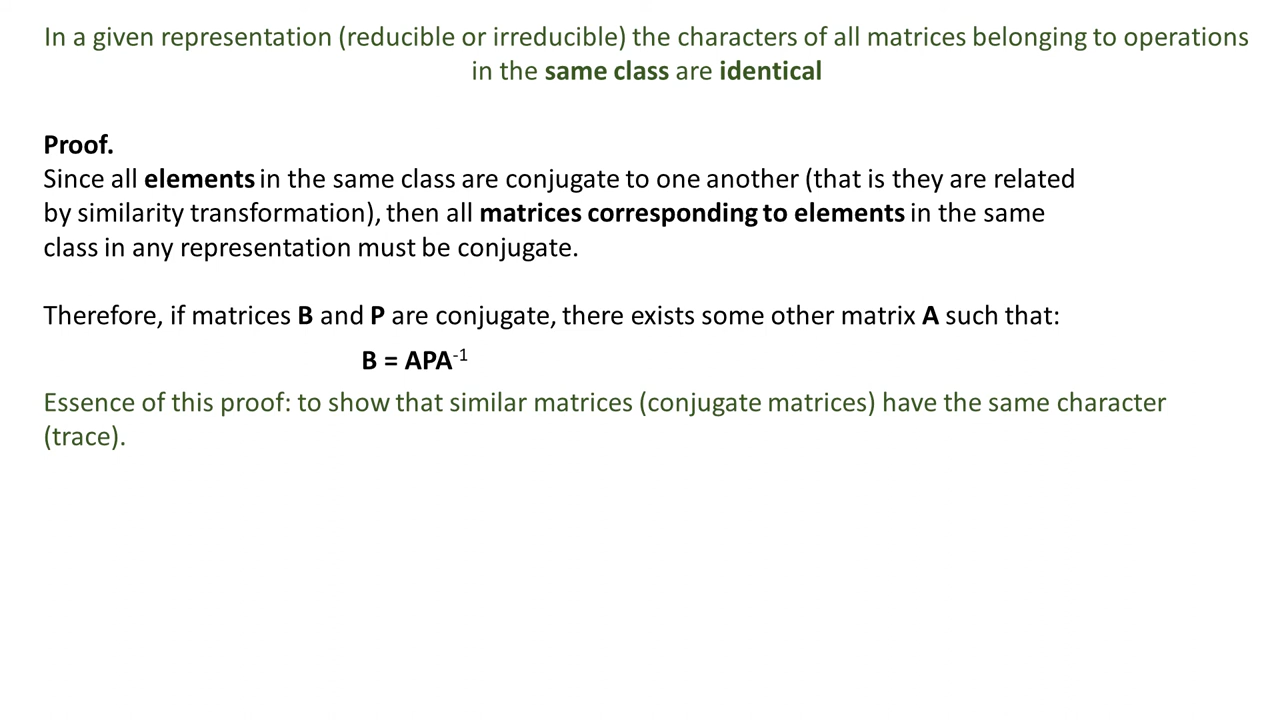 In a given representation (reducible or irreducible) the characters of all matrices belonging to operations
in the same class are identical
Proof.
Since all elements in the same class are conjugate to one another (that is they are related
by similarity transformation), then all matrices corresponding to elements in the same
class in any representation must be conjugate.
Therefore, if matrices B and P are conjugate, there exists some other matrix A such that:
B = APA⁻¹
Essence of this proof: to show that similar matrices (conjugate matrices) have the same character
(trace).